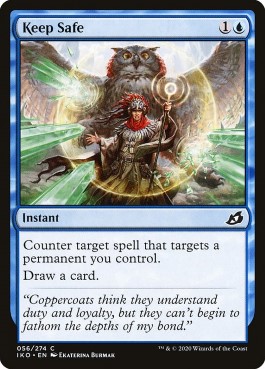 Keep Safe 1
Instant
Counter target spell that targets a
permanent you control.
Draw a card.
“Coppercoats think they understand
duty and loyalty, but they can’t begin to
fathom the depths of my bond.”
056/274 C
IKO • EN Ekaterina Burmak
™ & © 2020 Wizards of the Coast